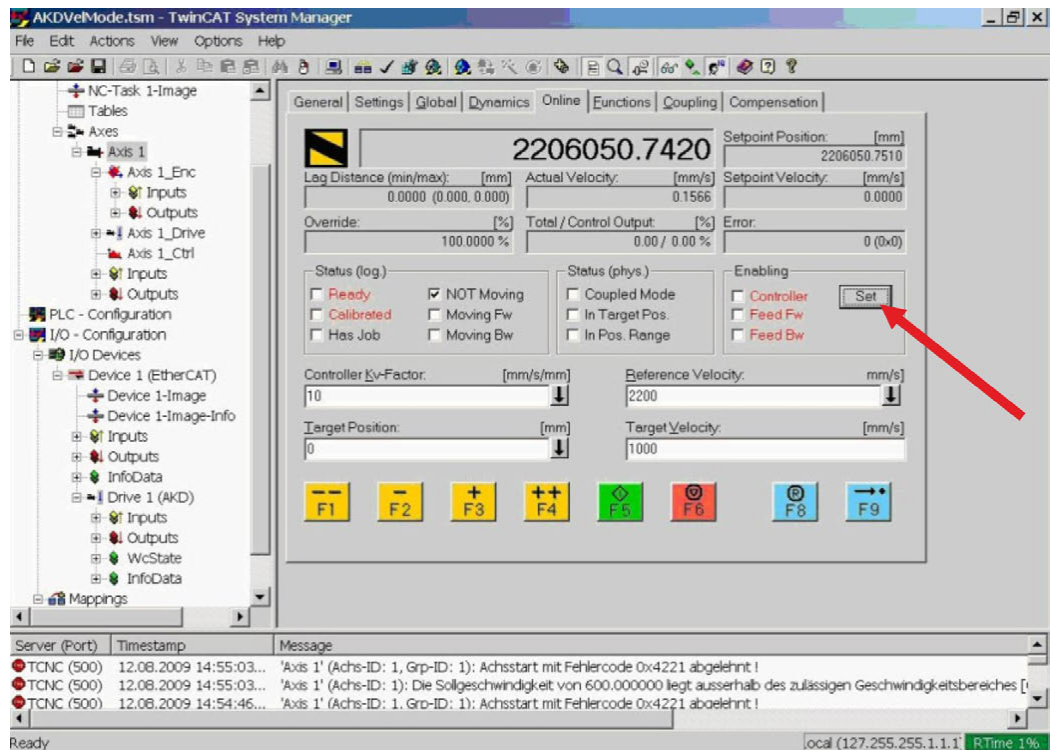 AKDVelMode.tsm - TwinCAT System Manager
File Edit Actions View Options Help
NC-Task 1-Image
Tables
Axes
Axis 1
Axis 1_Enc
Inputs
Outputs
Axis 1_Drive
Axis 1_Ctrl
Inputs
Outputs
PLC - Configuration
I/O - Configuration
I/O Devices
Device 1 (EtherCAT)
Device 1-Image
Device 1-Image-Info
Inputs
Outputs
InfoData
Drive 1 (AKD)
Inputs
Outputs
WcState
InfoData
Mappings
General Settings Global Dynamics Online Functions Coupling Compensation
2206050.7420
Setpoint Position: [mm]
2206050.7510
Lag Distance (min/max): [mm] Actual Velocity: [mm/s] Setpoint Velocity: [mm/s]
0.0000 (0.000, 0.000) 0.1566 0.0000
Override: [%] Total / Control Output: [%] Error:
100.0000 % 0.00 / 0.00 % 0 (0x0)
Status (log.) Status (phys.) Enabling
Ready NOT Moving Coupled Mode Controller Set
Calibrated Moving Fw In Target Pos. Feed Fw
Has Job Moving Bw In Pos. Range Feed Bw
Controller Kv-Factor: [mm/s/mm] Reference Velocity: mm/s]
10 2200
Target Position: [mm] Target Velocity: [mm/s]
0 1000
-- - + ++
F1 F2 F3 F4 F5 F6 F8 F9
Server (Port) Timestamp Message
TCNC (500) 12.08.2009 14:55:03... 'Axis 1' (Achs-ID: 1, Grp-ID: 1): Achsstart mit Fehlercode 0x4221 abgelehnt !
TCNC (500) 12.08.2009 14:55:03... 'Axis 1' (Achs-ID: 1): Die Sollgeschwindigkeit von 600.000000 liegt ausserhalb des zulässigen Geschwindigkeitsbereiches [
TCNC (500) 12.08.2009 14:54:46... 'Axis 1' (Achs-ID: 1, Grp-ID: 1): Achsstart mit Fehlercode 0x4221 abgelehnt !
Ready ocal (127.255.255.1.1.1) RTime 1%